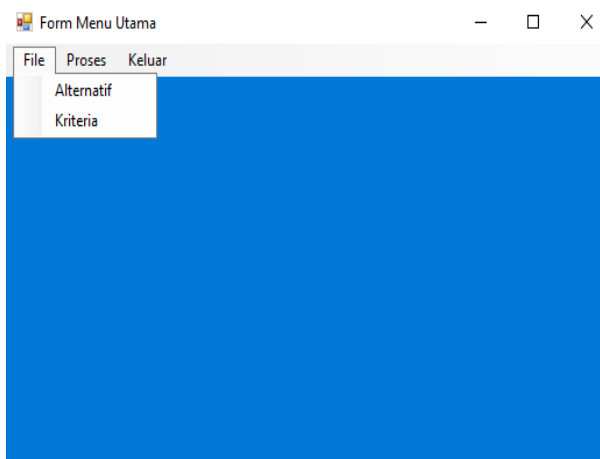 Form Menu Utama
File Proses Keluar
Alternatif
Kriteria